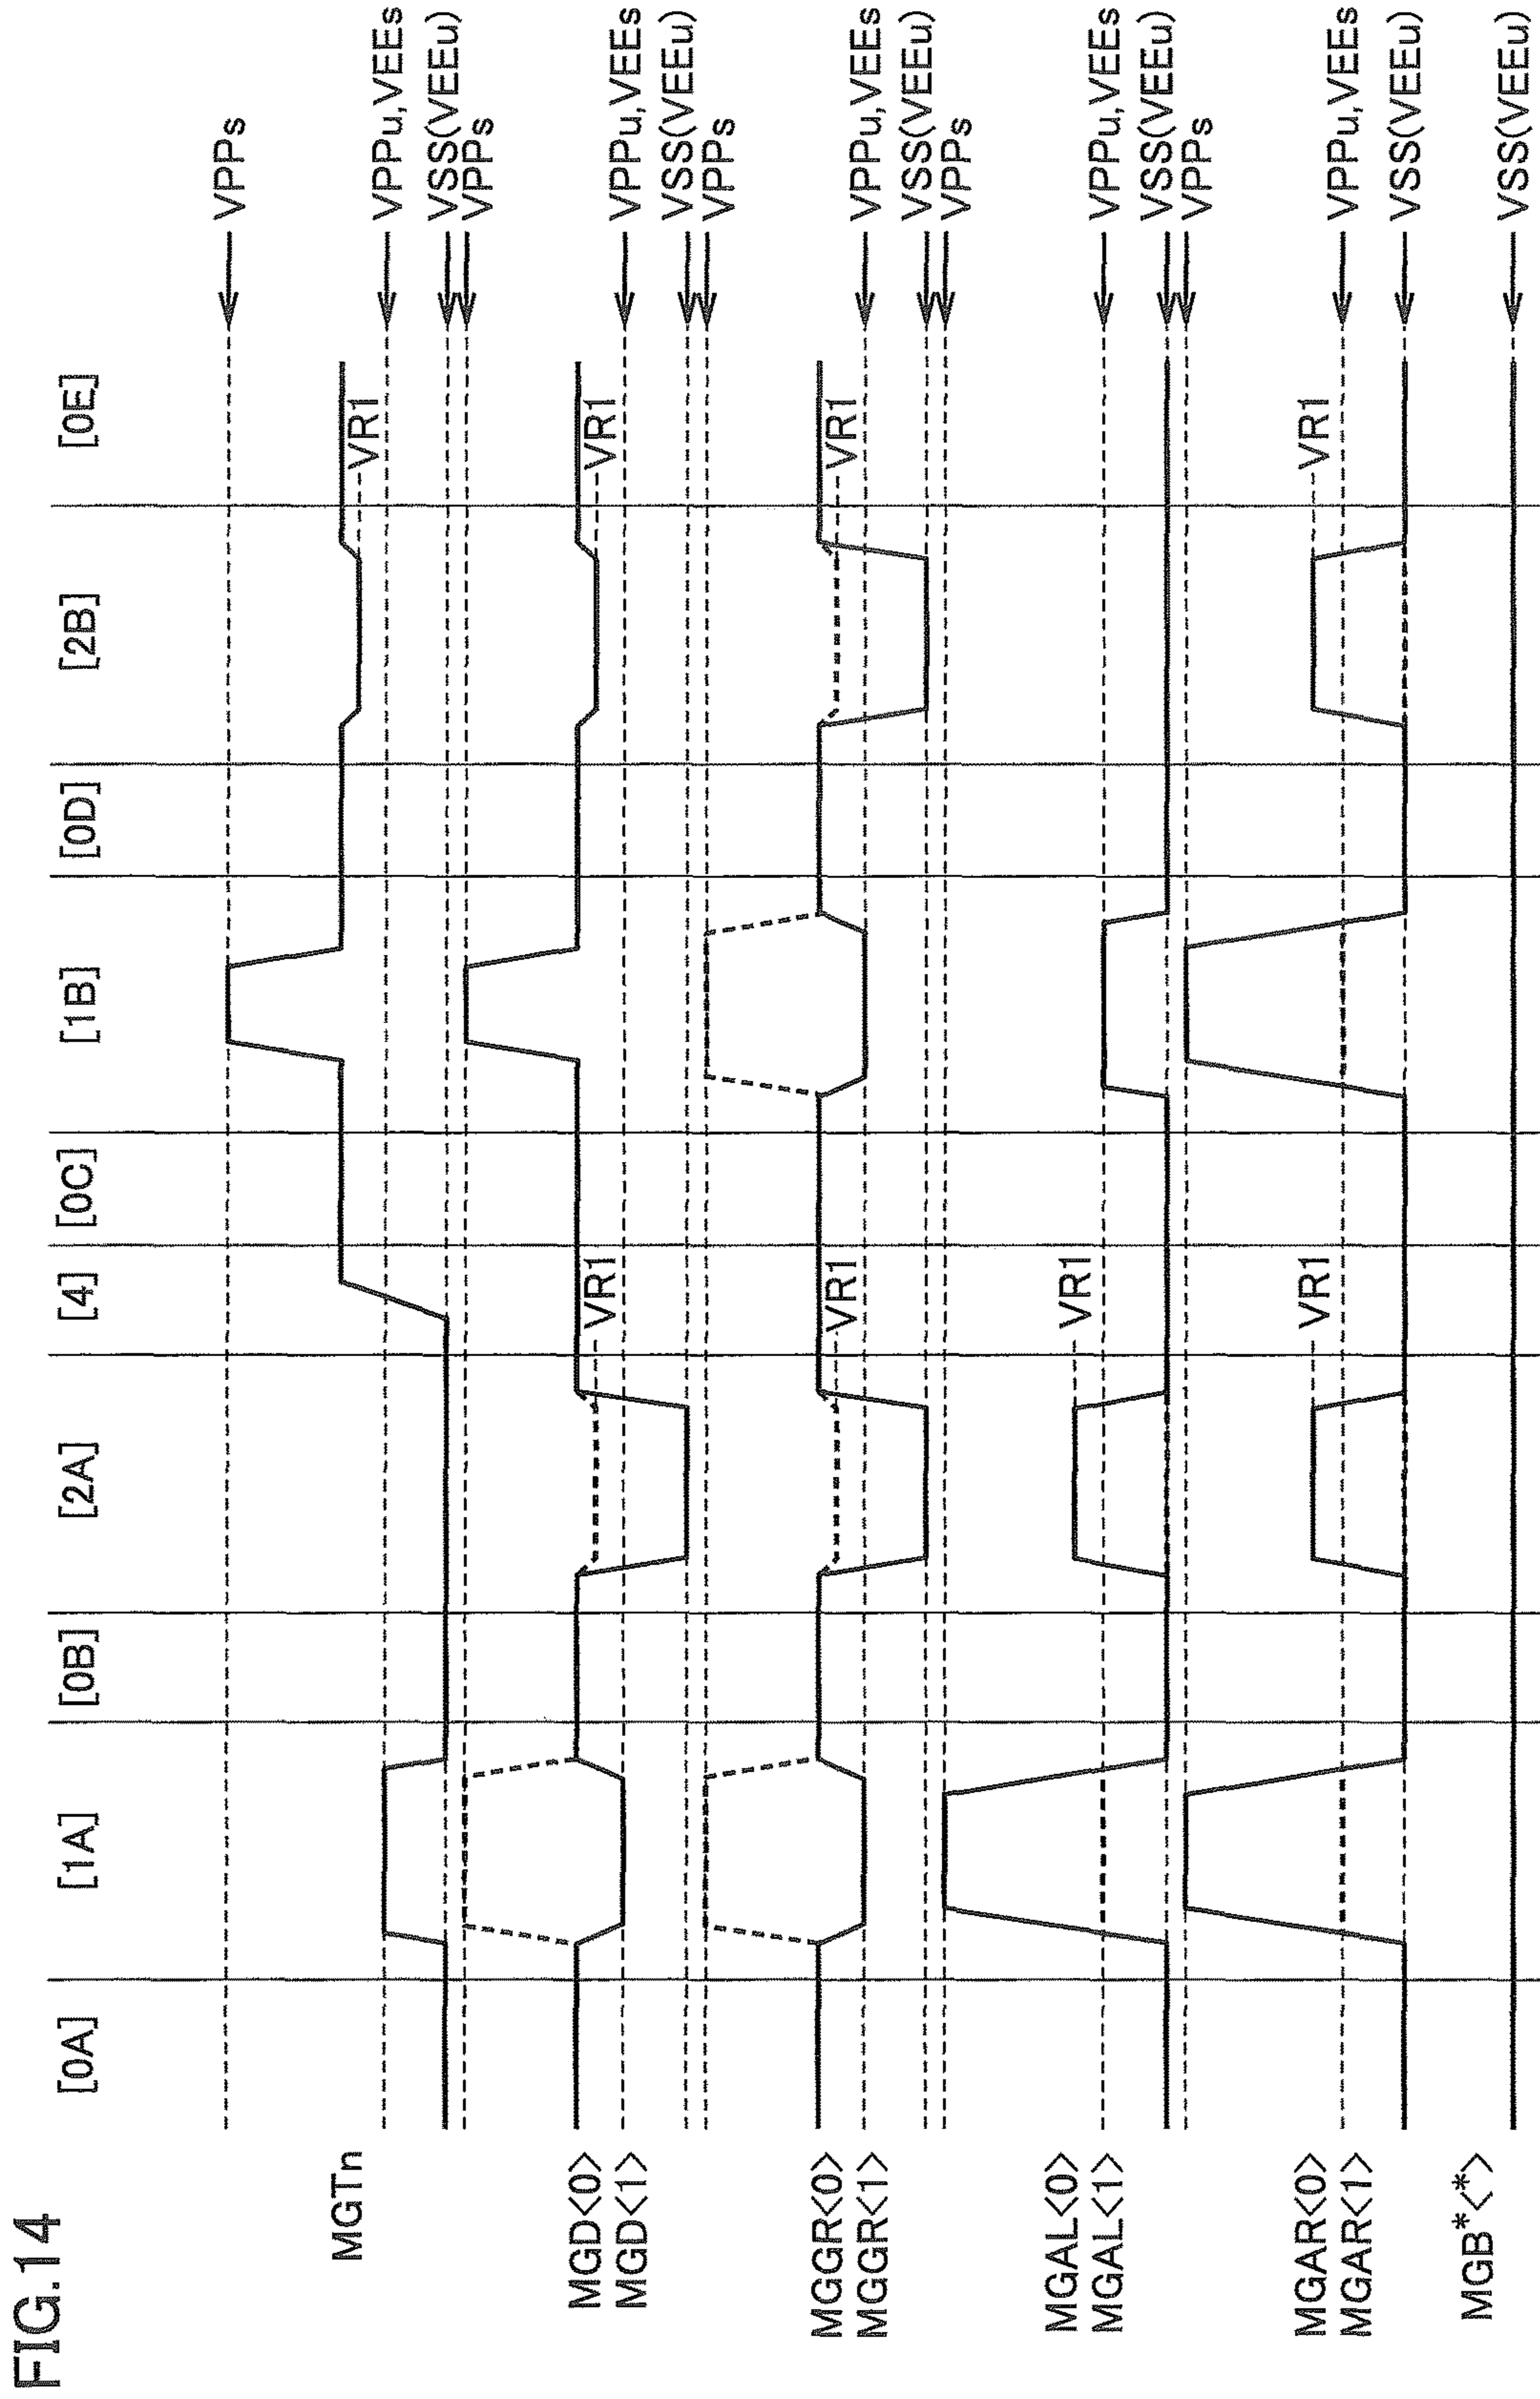 FIG.14
[0A] [1A] [0B] [2A] [4] [0C] [1B] [0D] [2B] [0E]
VPPs
MGTn
VR1
VPPu,VEEs
VSS(VEEu)
VPPs
MGD<0>
MGD<1>
VR1
VR1
VPPu,VEEs
VSS(VEEu)
VPPs
MGGR<0>
MGGR<1>
VR1
VR1
VPPu,VEEs
VSS(VEEu)
VPPs
MGAL<0>
MGAL<1>
VR1
VPPu,VEEs
VSS(VEEu)
VPPs
MGAR<0>
MGAR<1>
VR1
VR1
VPPu,VEEs
VSS(VEEu)
MGB*<*>
VSS(VEEu)